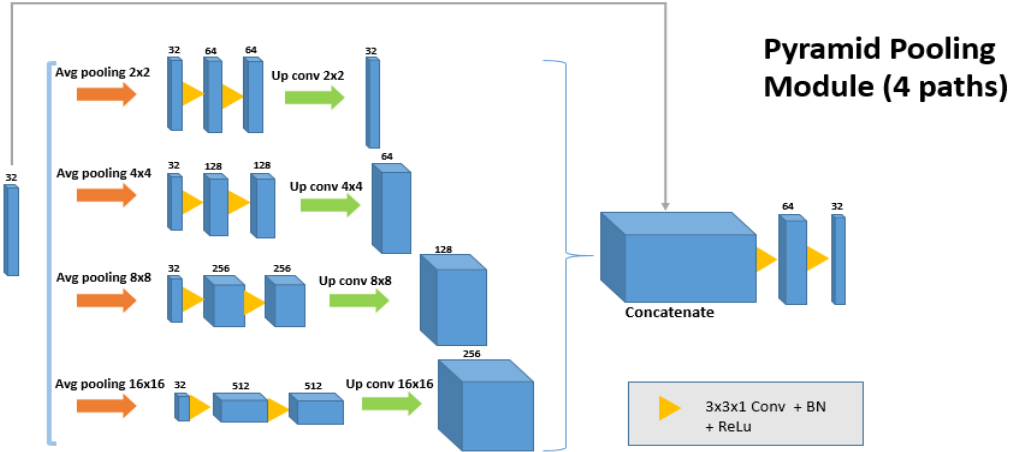 Pyramid Pooling
Module (4 paths)
32
Avg pooling 2x2
32
64
64
Up conv 2x2
32
Avg pooling 4x4
32
128
128
Up conv 4x4
64
Avg pooling 8x8
32
256
256
Up conv 8x8
128
Avg pooling 16x16
32
512
512
Up conv 16x16
256
Concatenate
64
32
3x3x1 Conv + BN
+ ReLu